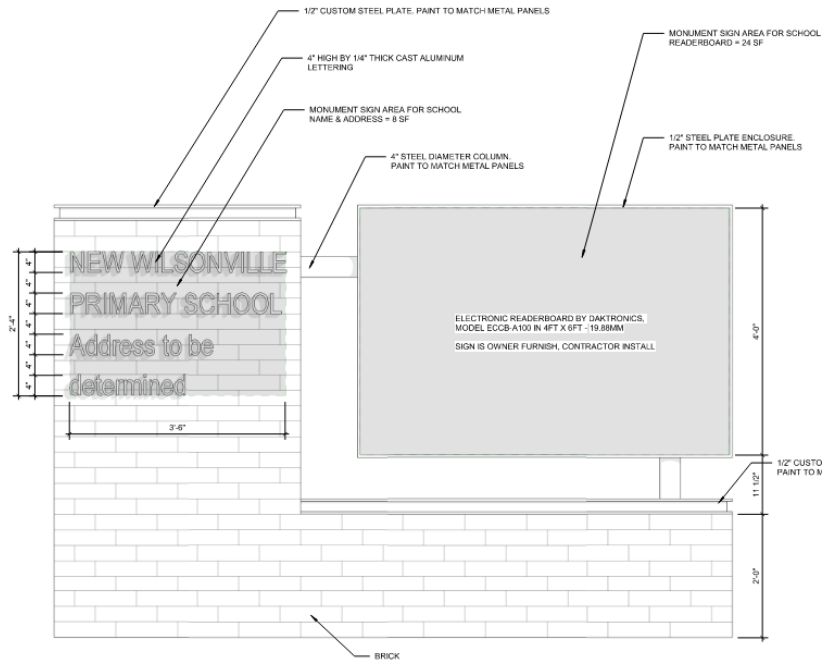 1/2" CUSTOM STEEL PLATE. PAINT TO MATCH METAL PANELS
4" HIGH BY 1/4" THICK CAST ALUMINUM
LETTERING
MONUMENT SIGN AREA FOR SCHOOL
NAME & ADDRESS = 8 SF
4" STEEL DIAMETER COLUMN.
PAINT TO MATCH METAL PANELS
MONUMENT SIGN AREA FOR SCHOOL
READERBOARD = 24 SF
1/2" STEEL PLATE ENCLOSURE.
PAINT TO MATCH METAL PANELS
NEW WILSONVILLE
PRIMARY SCHOOL
Address to be
determined
4"
4"
4"
4"
4"
4"
4"
2'-4"
3'-6"
ELECTRONIC READERBOARD BY DAKTRONICS,
MODEL ECCB-A100 IN 4FT X 6FT - 19.88MM
SIGN IS OWNER FURNISH, CONTRACTOR INSTALL
4'-0"
11 1/2"
2'-0"
1/2" CUSTO
PAINT TO M
BRICK